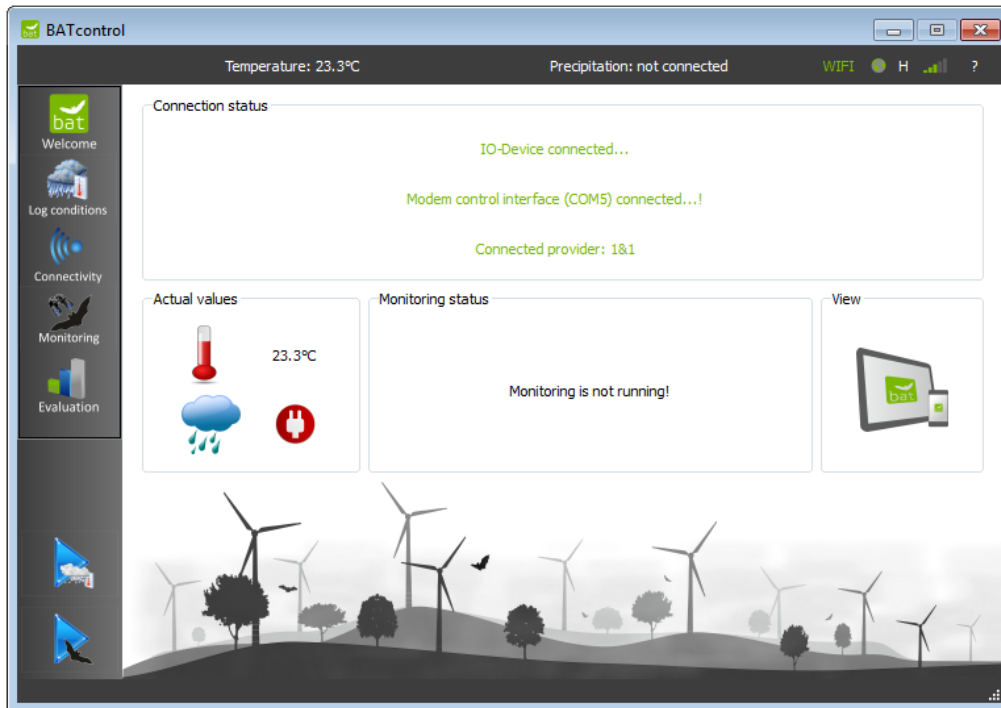 bat BATcontrol
Temperature: 23.3°C Precipitation: not connected WIFI H ?
bat
Welcome
Log conditions
Connectivity
Monitoring
Evaluation
Connection status
IO-Device connected...
Modem control interface (COM5) connected...!
Connected provider: 1&1
Actual values
23.3°C
Monitoring status
Monitoring is not running!
View
bat